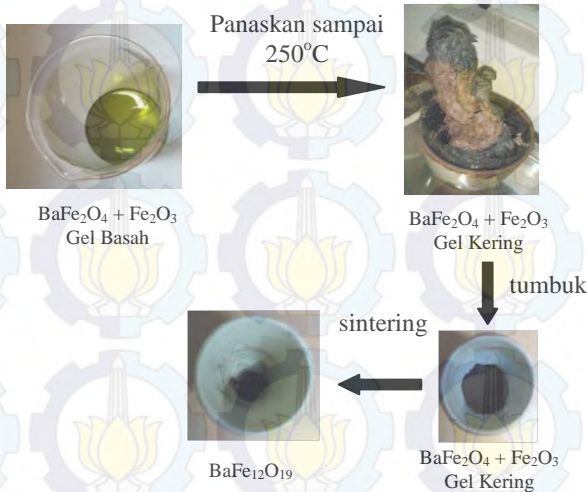 Panaskan sampai
250°C
BaFe₂O₄ + Fe₂O₃
Gel Basah
BaFe₂O₄ + Fe₂O₃
Gel Kering
tumbuk
sintering
BaFe₁₂O₁₉
BaFe₂O₄ + Fe₂O₃
Gel Kering